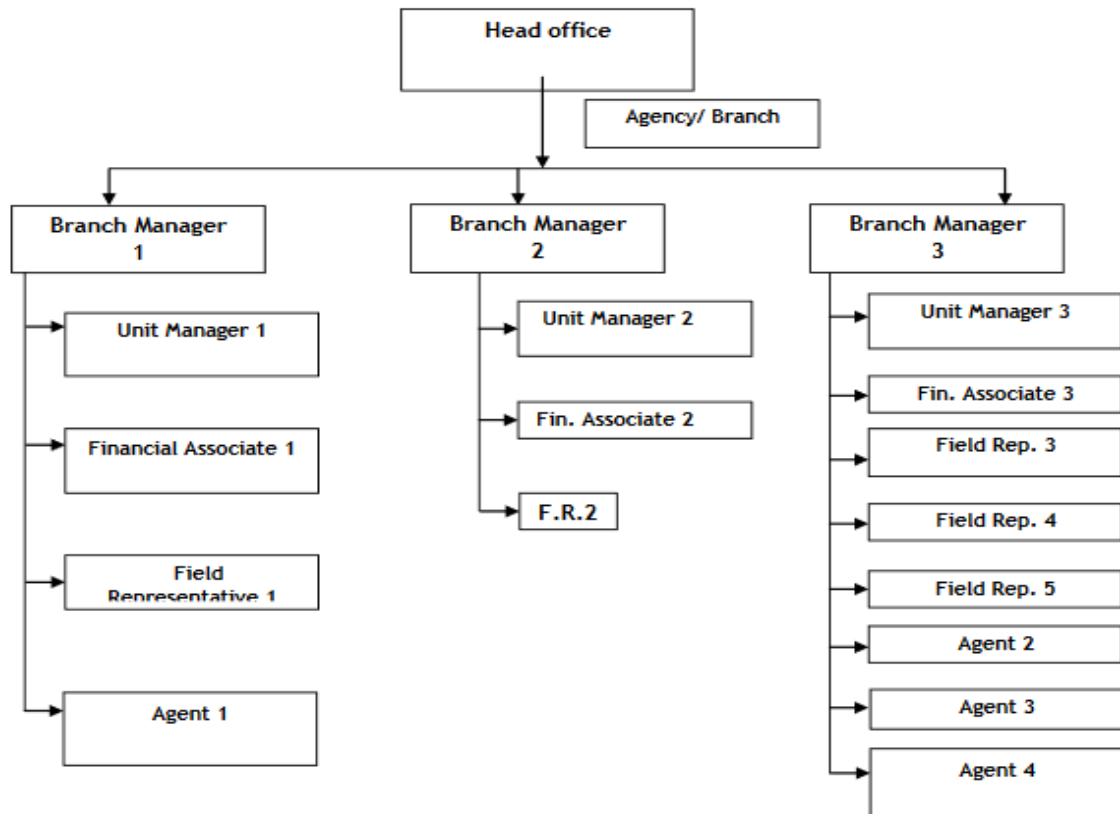 Head office
Agency/ Branch
Branch Manager
1
Branch Manager
2
Branch Manager
3
Unit Manager 1
Financial Associate 1
Field
Representative 1
Agent 1
Unit Manager 2
Fin. Associate 2
F.R.2
Unit Manager 3
Fin. Associate 3
Field Rep. 3
Field Rep. 4
Field Rep. 5
Agent 2
Agent 3
Agent 4